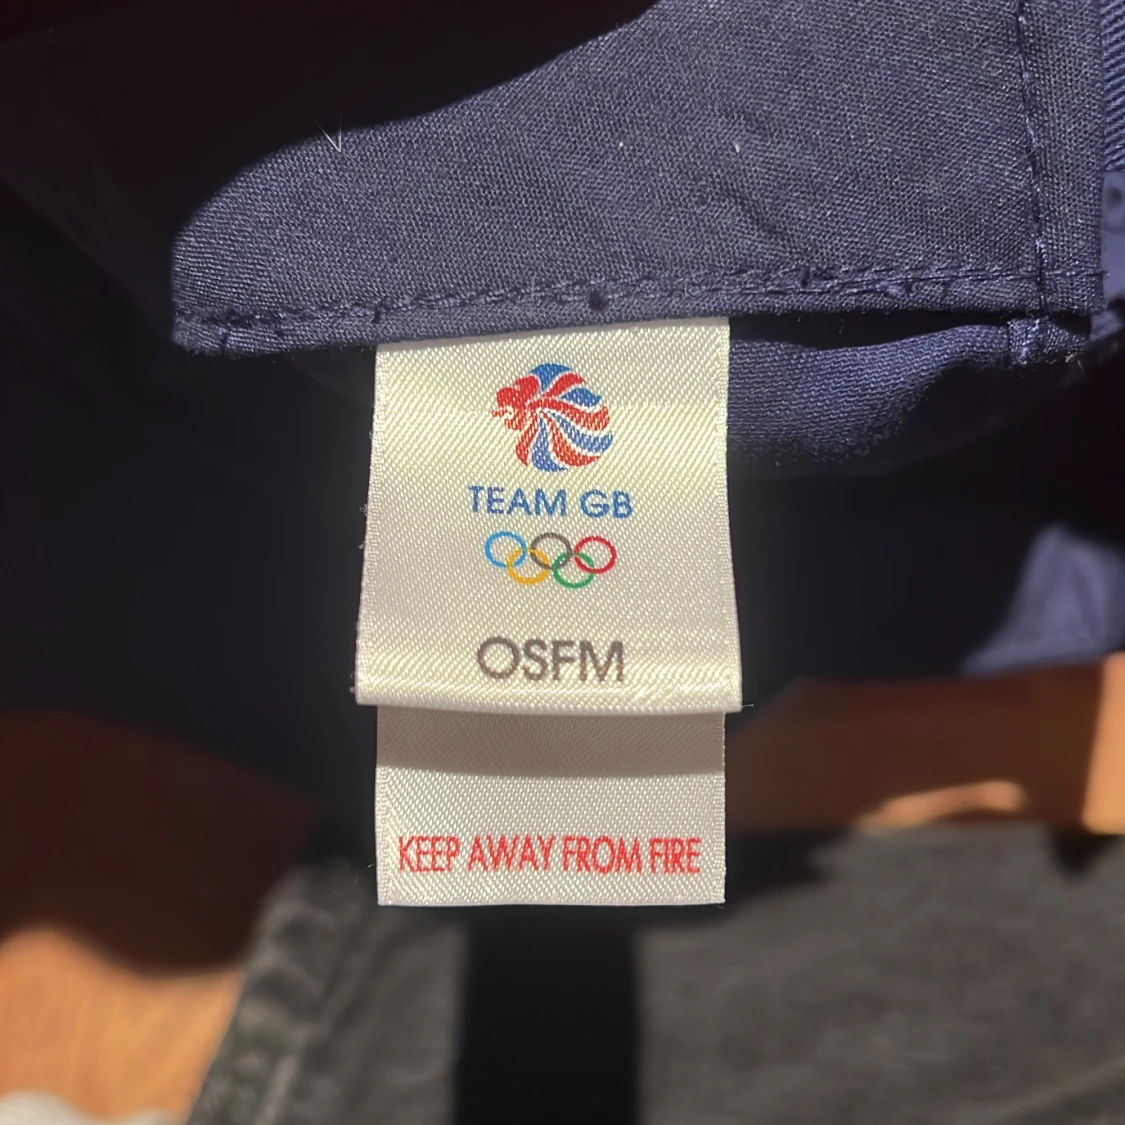 TEAM GB
OSFM
KEEP AWAY FROM FIRE